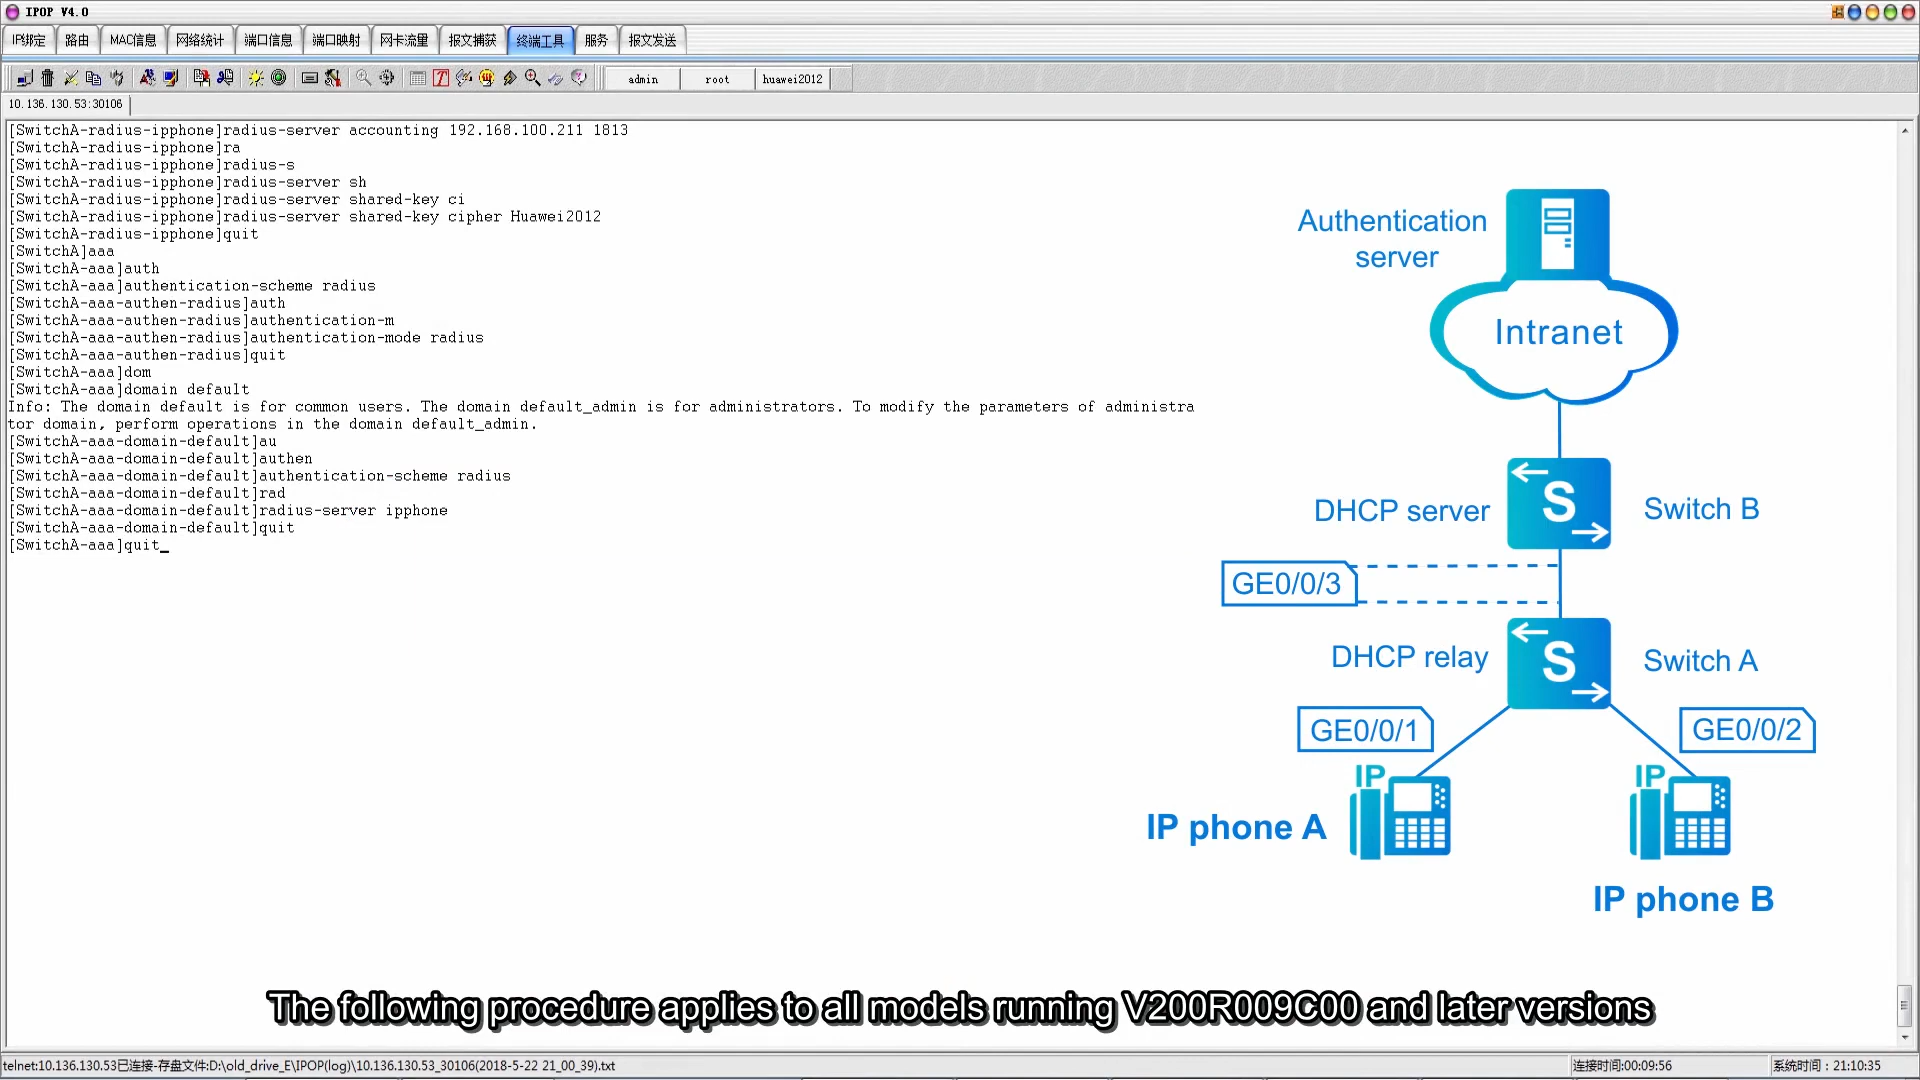 IPOP V4.0
IP绑定 路由 MAC信息 网络统计 端口信息 端口映射 网卡流量 报文捕获 终端工具 服务 报文发送
admin root huawei2012
10.136.130.53:30106
[SwitchA-radius-ipphone]radius-server accounting 192.168.100.211 1813
[SwitchA-radius-ipphone]ra
[SwitchA-radius-ipphone]radius-s
[SwitchA-radius-ipphone]radius-server sh
[SwitchA-radius-ipphone]radius-server shared-key ci
[SwitchA-radius-ipphone]radius-server shared-key cipher Huawei2012
[SwitchA-radius-ipphone]quit
[SwitchA]aaa
[SwitchA-aaa]auth
[SwitchA-aaa]authentication-scheme radius
[SwitchA-aaa-authen-radius]auth
[SwitchA-aaa-authen-radius]authentication-m
[SwitchA-aaa-authen-radius]authentication-mode radius
[SwitchA-aaa-authen-radius]quit
[SwitchA-aaa]dom
[SwitchA-aaa]domain default
Info: The domain default is for common users. The domain default_admin is for administrators. To modify the parameters of administra
tor domain, perform operations in the domain default_admin.
[SwitchA-aaa-domain-default]au
[SwitchA-aaa-domain-default]authen
[SwitchA-aaa-domain-default]authentication-scheme radius
[SwitchA-aaa-domain-default]rad
[SwitchA-aaa-domain-default]radius-server ipphone
[SwitchA-aaa-domain-default]quit
[SwitchA-aaa]quit_
Authentication
server
Intranet
DHCP server
S
Switch B
GE0/0/3
DHCP relay
S
Switch A
GE0/0/1
GE0/0/2
IP
IP
IP phone A
IP phone B
The following procedure applies to all models running V200R009C00 and later versions
telnet:10.136.130.53已连接-存盘文件:D:\old_drive_E\IPOP(log)\10.136.130.53_30106(2018-5-22 21_00_39).txt
连接时间:00:09:56
系统时间：21:10:35